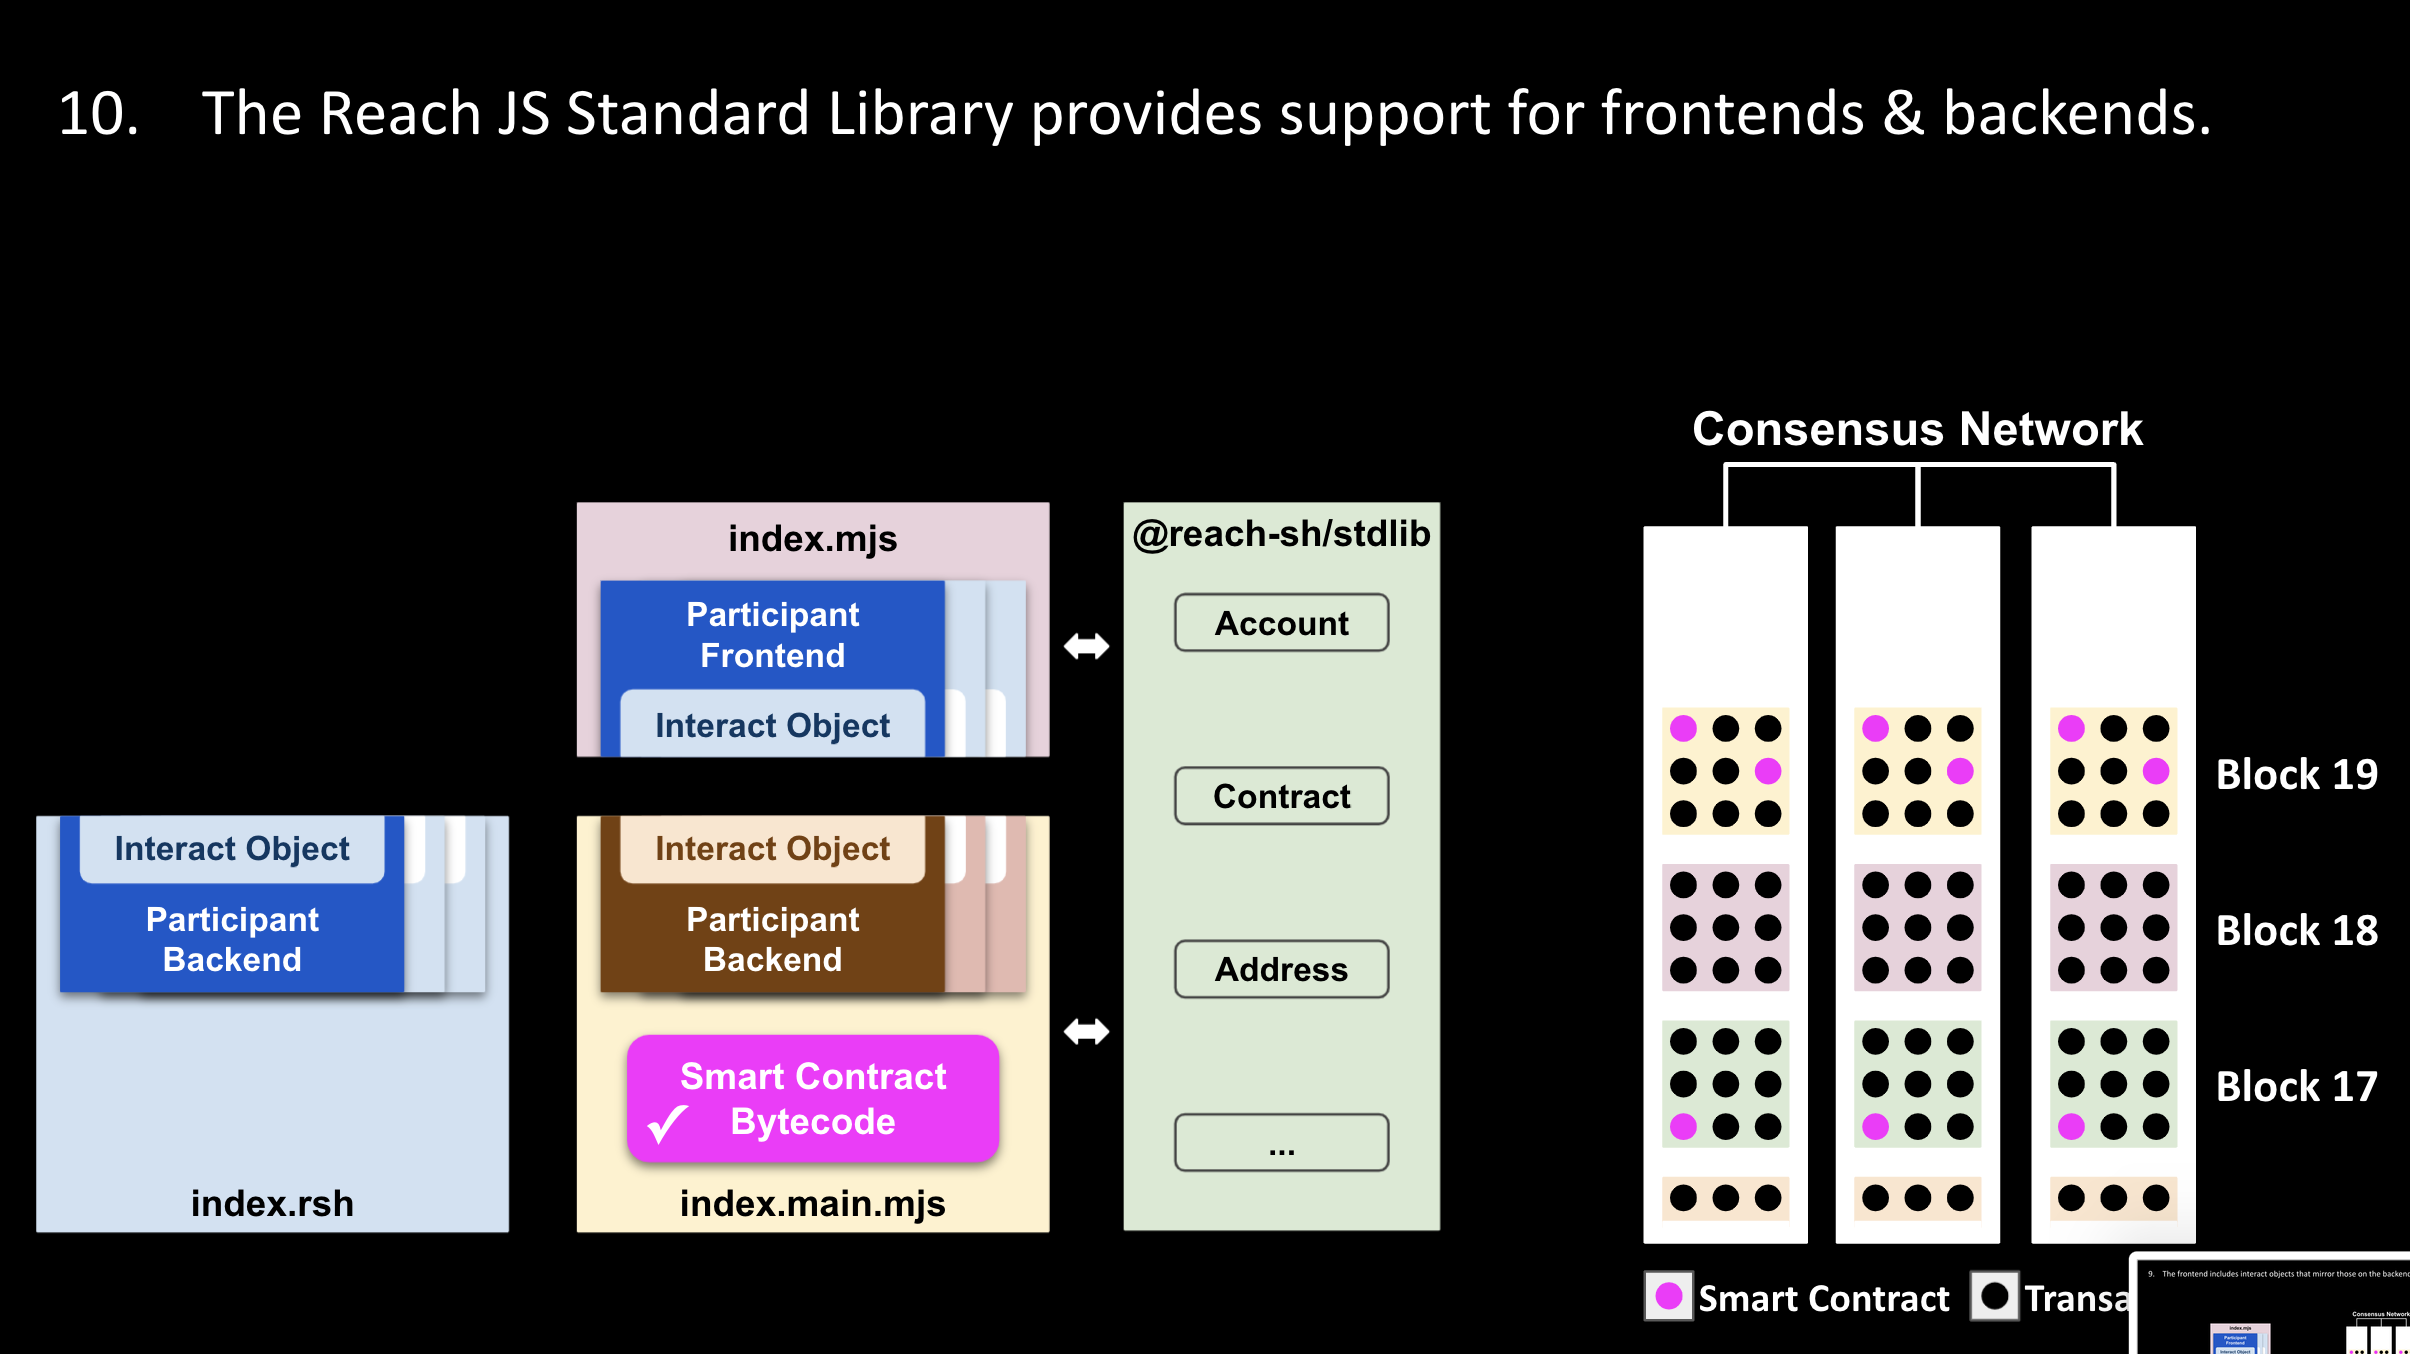 10. The Reach JS Standard Library provides support for frontends & backends.
Consensus Network
index.mjs
Participant
Frontend
Interact Object
@reach-sh/stdlib
Account
Contract
Address
...
Interact Object
Participant
Backend
index.rsh
Interact Object
Participant
Backend
Smart Contract
✓ Bytecode
index.main.mjs
Block 19
Block 18
Block 17
Smart Contract
Transa
9. The frontend includes interact objects that mirror those on the backend
Consensus Network
index.mjs
Participant
Frontend
Interact Object